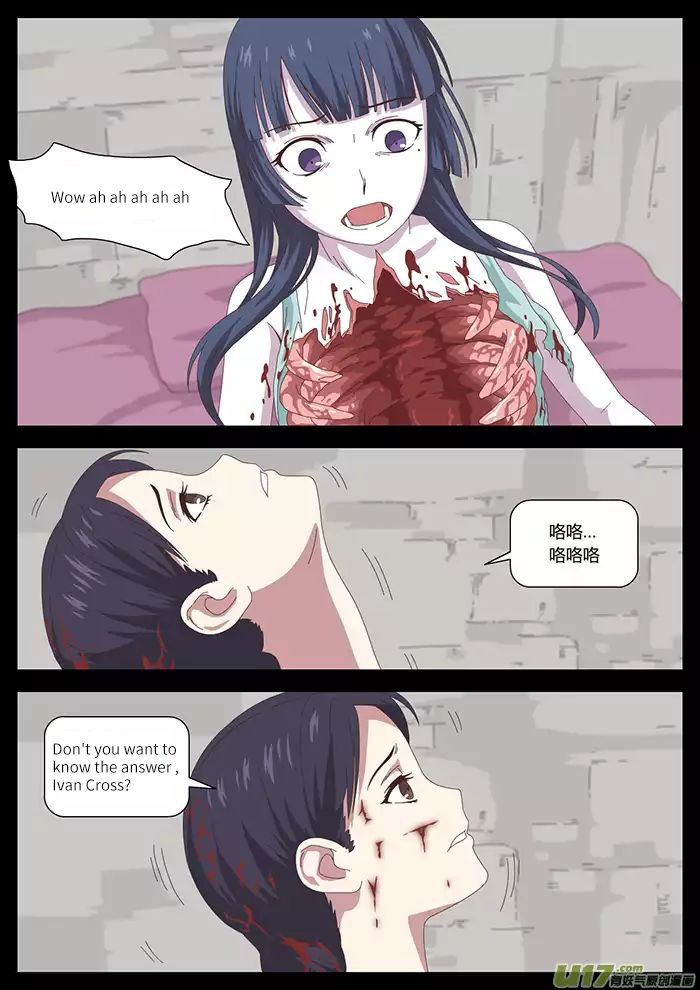 Wow ah ah ah ah ah
咯咯...
咯咯咯
Don't you want to
know the answer ,
Ivan Cross?
U17.com
有妖气原创漫画